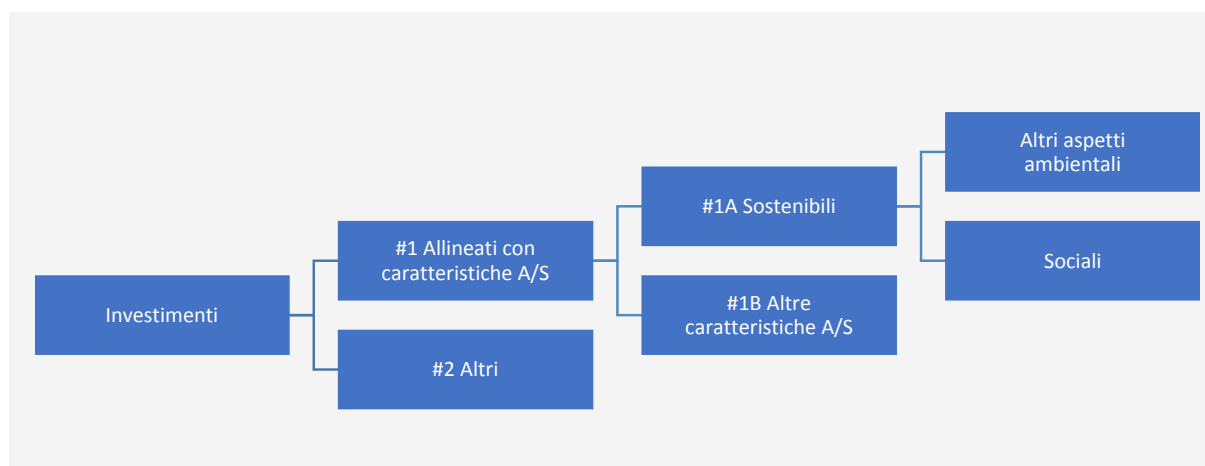 Investimenti
#1 Allineati con
caratteristiche A/S
#2 Altri
#1A Sostenibili
#1B Altre
caratteristiche A/S
Altri aspetti
ambientali
Sociali